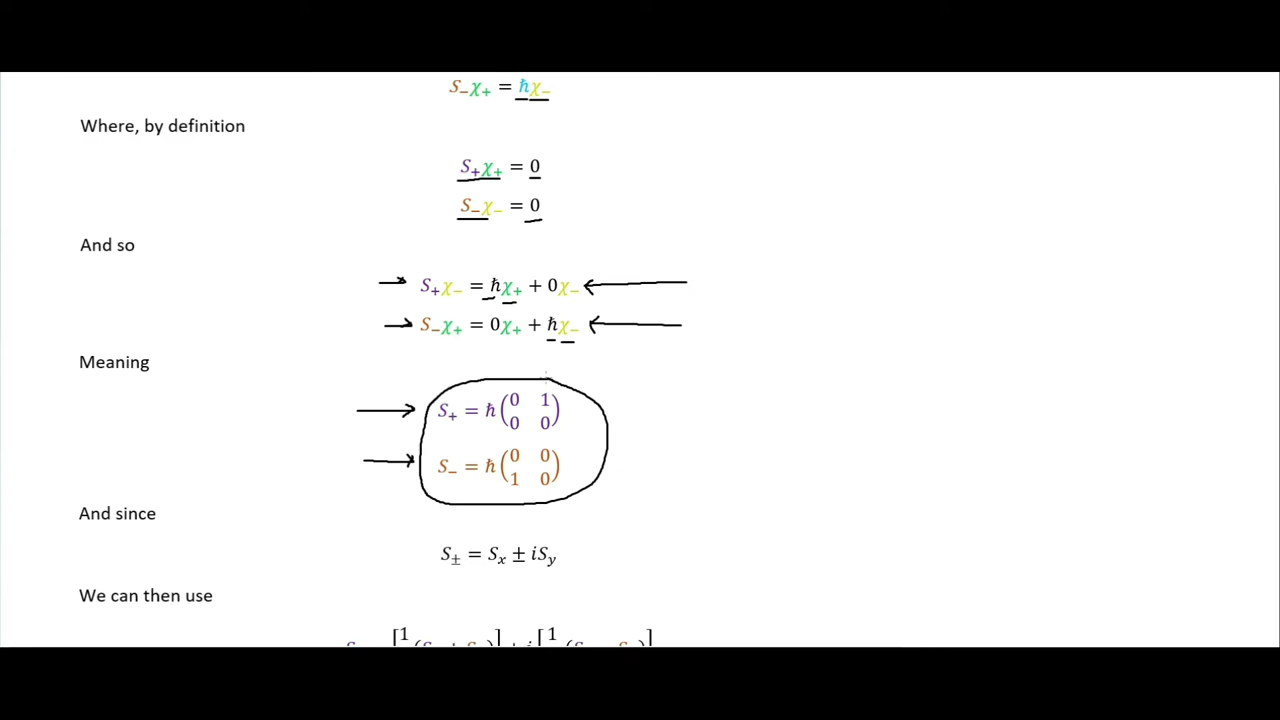 S₋χ₊ = ħχ₋
Where, by definition
S₊χ₊ = 0
S₋χ₋ = 0
And so
S₊χ₋ = ħχ₊ + 0χ₋
S₋χ₊ = 0χ₊ + ħχ₋
Meaning
S₊ = ħ(0 1
0 0)
S₋ = ħ(0 0
1 0)
And since
S± = Sₓ ± iS_y
We can then use